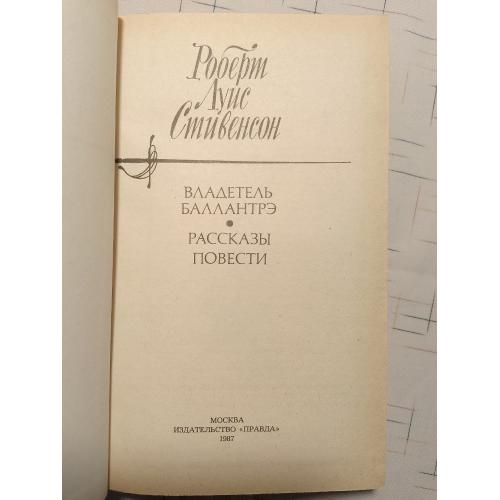 Роберт
Луис
Стивенсон
ВЛАДЕТЕЛЬ
БАЛЛАНТРЭ
•
РАССКАЗЫ
ПОВЕСТИ
МОСКВА
ИЗДАТЕЛЬСТВО «ПРАВДА»
1987